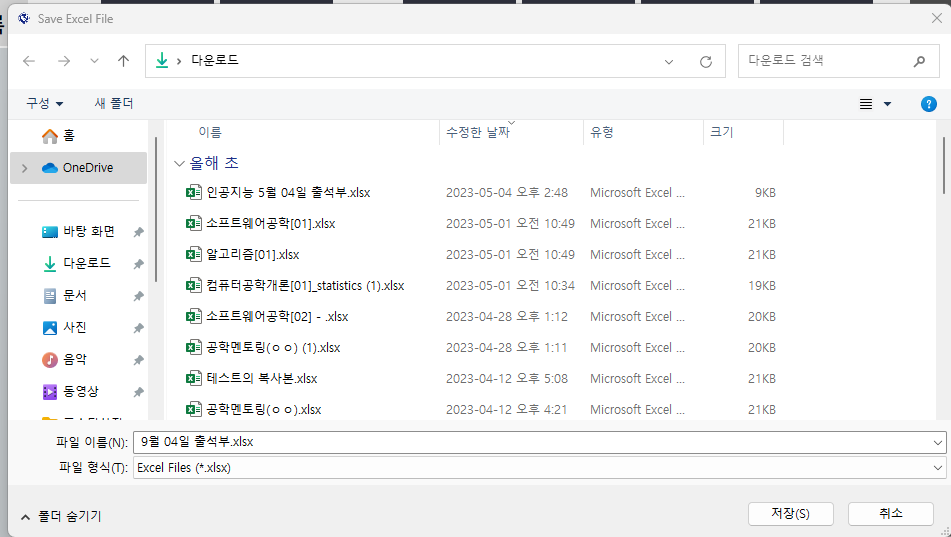 Save Excel File
다운로드
다운로드 검색
구성
새 폴더
이름 수정한 날짜 유형 크기
홈
OneDrive
바탕 화면
다운로드
문서
사진
음악
동영상
올해 초
인공지능 5월 04일 출석부.xlsx 2023-05-04 오후 2:48 Microsoft Excel ... 9KB
소프트웨어공학[01].xlsx 2023-05-01 오전 10:49 Microsoft Excel ... 21KB
알고리즘[01].xlsx 2023-05-01 오전 10:49 Microsoft Excel ... 21KB
컴퓨터공학개론[01]_statistics (1).xlsx 2023-05-01 오전 10:34 Microsoft Excel ... 19KB
소프트웨어공학[02] - .xlsx 2023-04-28 오후 1:12 Microsoft Excel ... 20KB
공학멘토링(ㅇㅇ) (1).xlsx 2023-04-28 오후 1:11 Microsoft Excel ... 20KB
테스트의 복사본.xlsx 2023-04-12 오후 5:08 Microsoft Excel ... 21KB
공학멘토링(ㅇㅇ).xlsx 2023-04-12 오후 4:21 Microsoft Excel ... 20KB
파일 이름(N): 9월 04일 출석부.xlsx
파일 형식(T): Excel Files (*.xlsx)
폴더 숨기기
저장(S)
취소